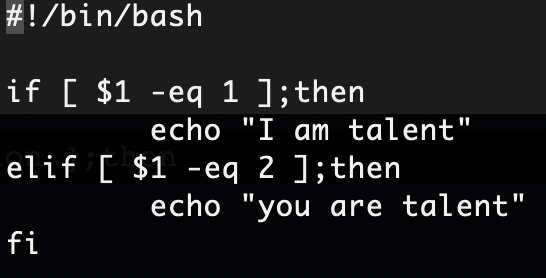 #!/bin/bash
if [ $1 -eq 1 ];then
echo "I am talent"
elif [ $1 -eq 2 ];then
echo "you are talent"
fi